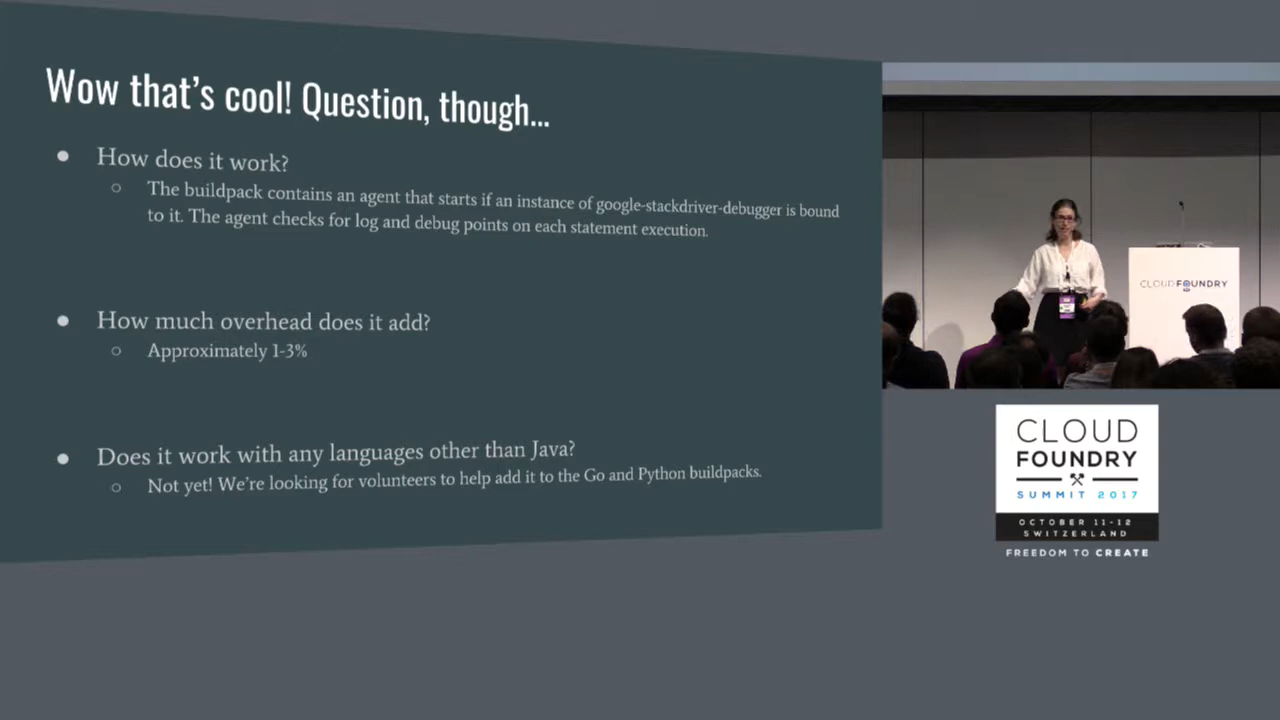 Wow that's cool! Question, though...
● How does it work?
○ The buildpack contains an agent that starts if an instance of google-stackdriver-debugger is bound
to it. The agent checks for log and debug points on each statement execution.
● How much overhead does it add?
○ Approximately 1-3%
● Does it work with any languages other than Java?
○ Not yet! We're looking for volunteers to help add it to the Go and Python buildpacks.
CLOUDFOUNDRY
CLOUD
FOUNDRY
SUMMIT 2017
OCTOBER 11-12
SWITZERLAND
FREEDOM TO CREATE